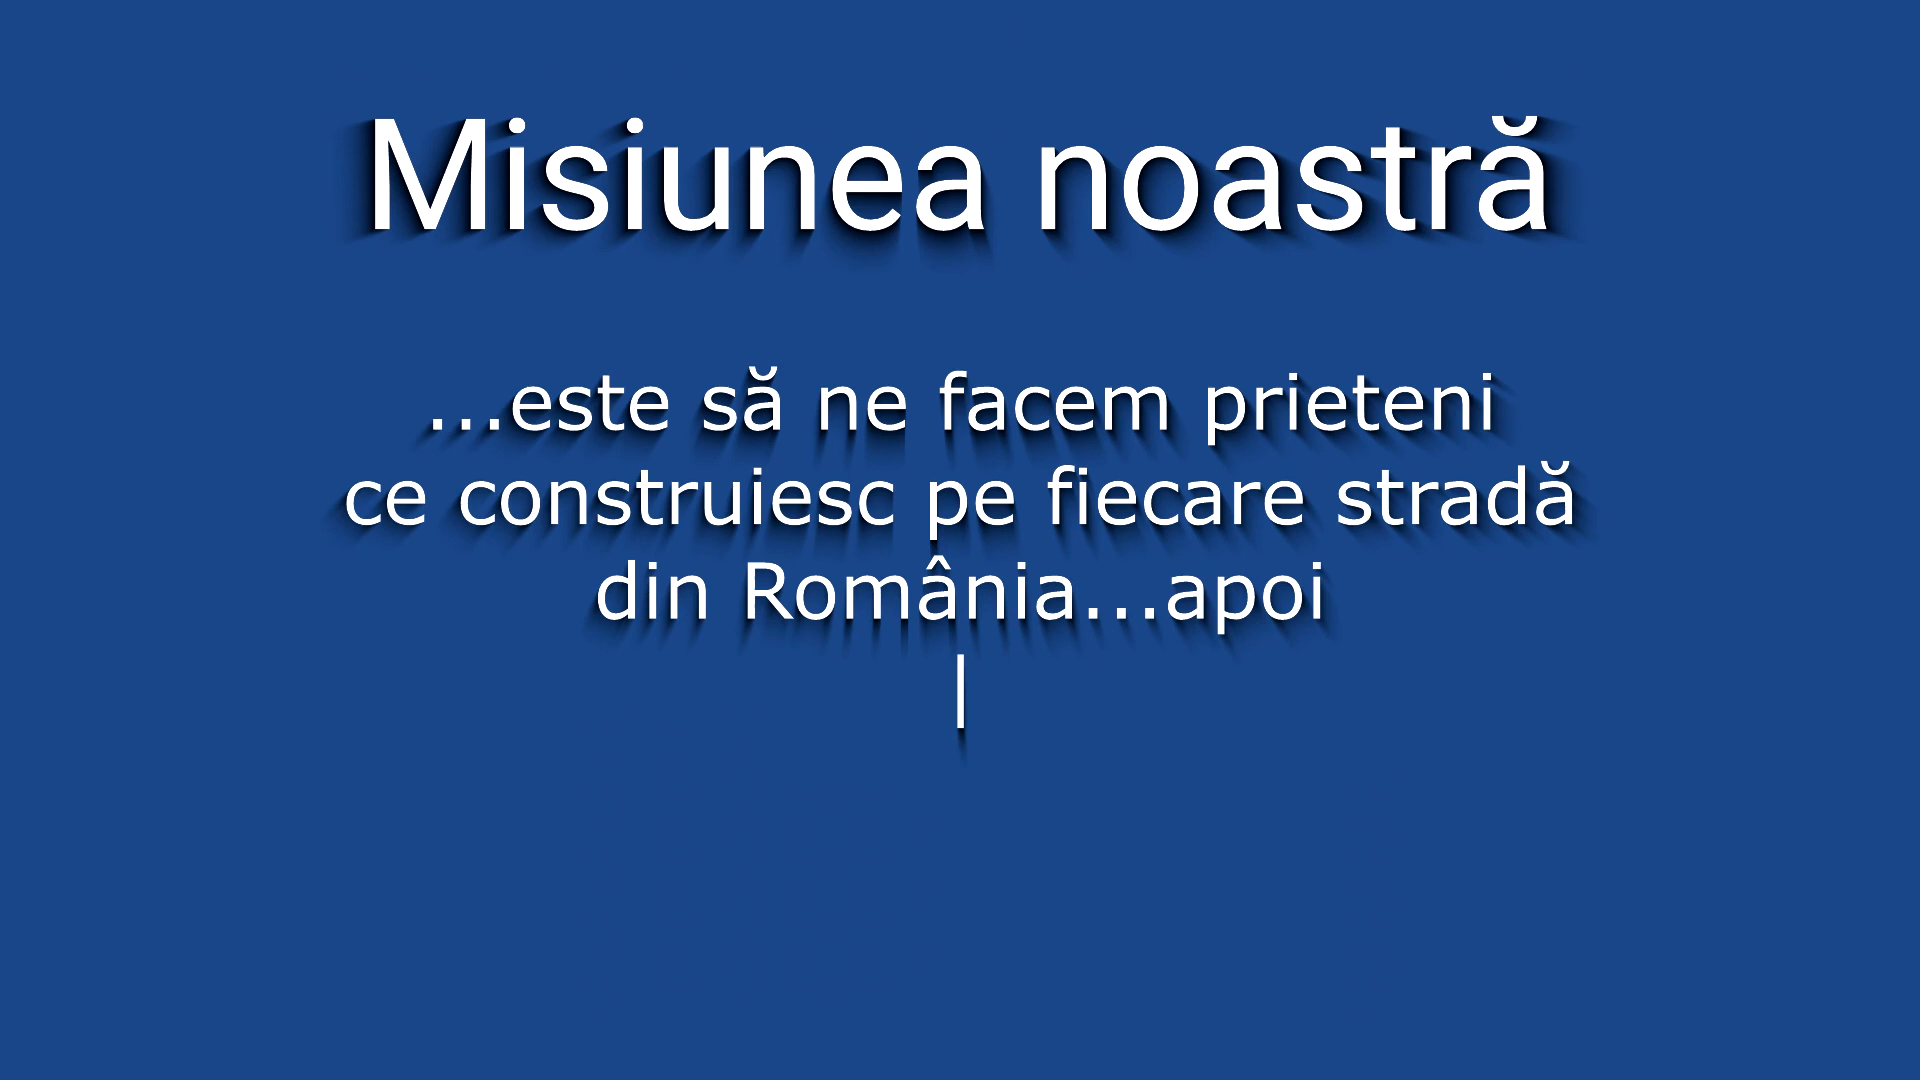 Misiunea noastră
...este să ne facem prieteni
ce construiesc pe fiecare stradă
din România...apoi
|